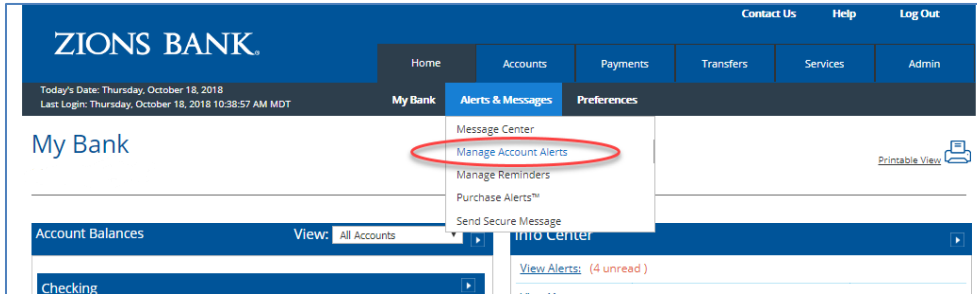 Contact Us Help Log Out
ZIONS BANK.
Home Accounts Payments Transfers Services Admin
Today's Date: Thursday, October 18, 2018
Last Login: Thursday, October 18, 2018 10:38:57 AM MDT
My Bank Alerts & Messages Preferences
Message Center
Manage Account Alerts
Manage Reminders
Purchase Alerts™
Send Secure Message
My Bank
Printable View
Account Balances View: All Accounts
Info Center
View Alerts: (4 unread )
Checking